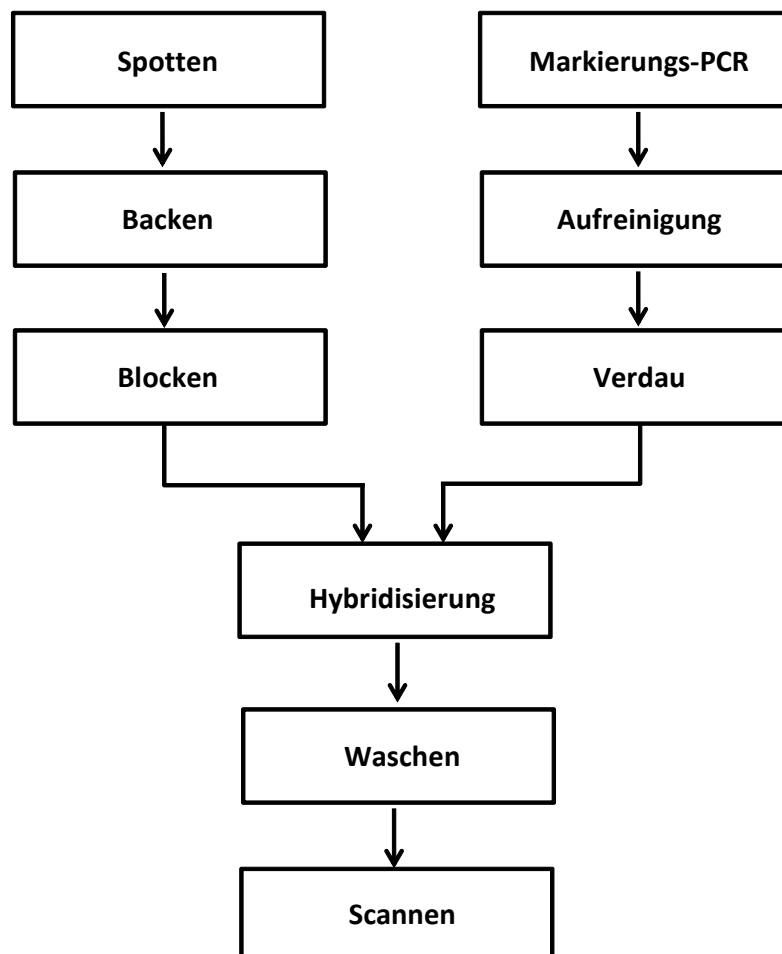 Spotten
Markierungs-PCR
Backen
Aufreinigung
Blocken
Verdau
Hybridisierung
Waschen
Scannen